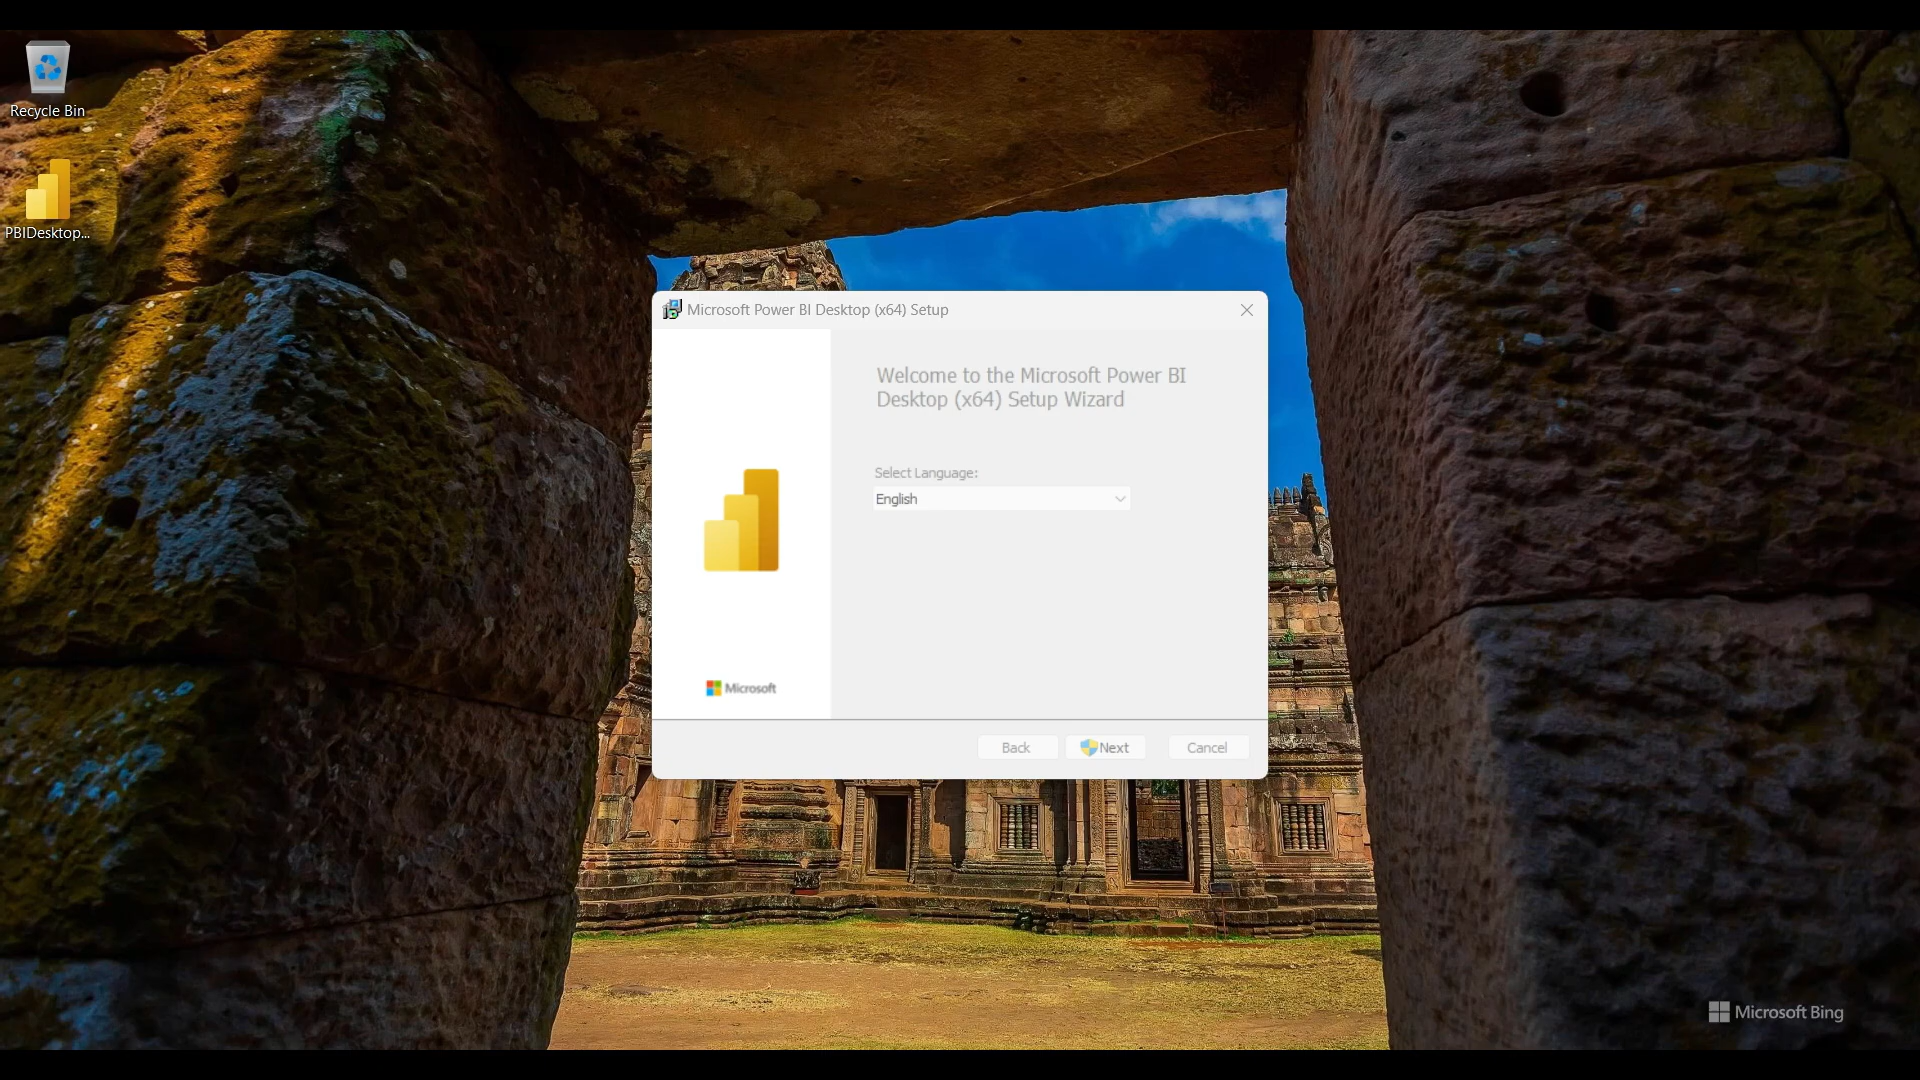 Recycle Bin
PBIDesktop...
Microsoft Power BI Desktop (x64) Setup
Welcome to the Microsoft Power BI
Desktop (x64) Setup Wizard
Select Language:
English
Microsoft
Back
Next
Cancel
Microsoft Bing